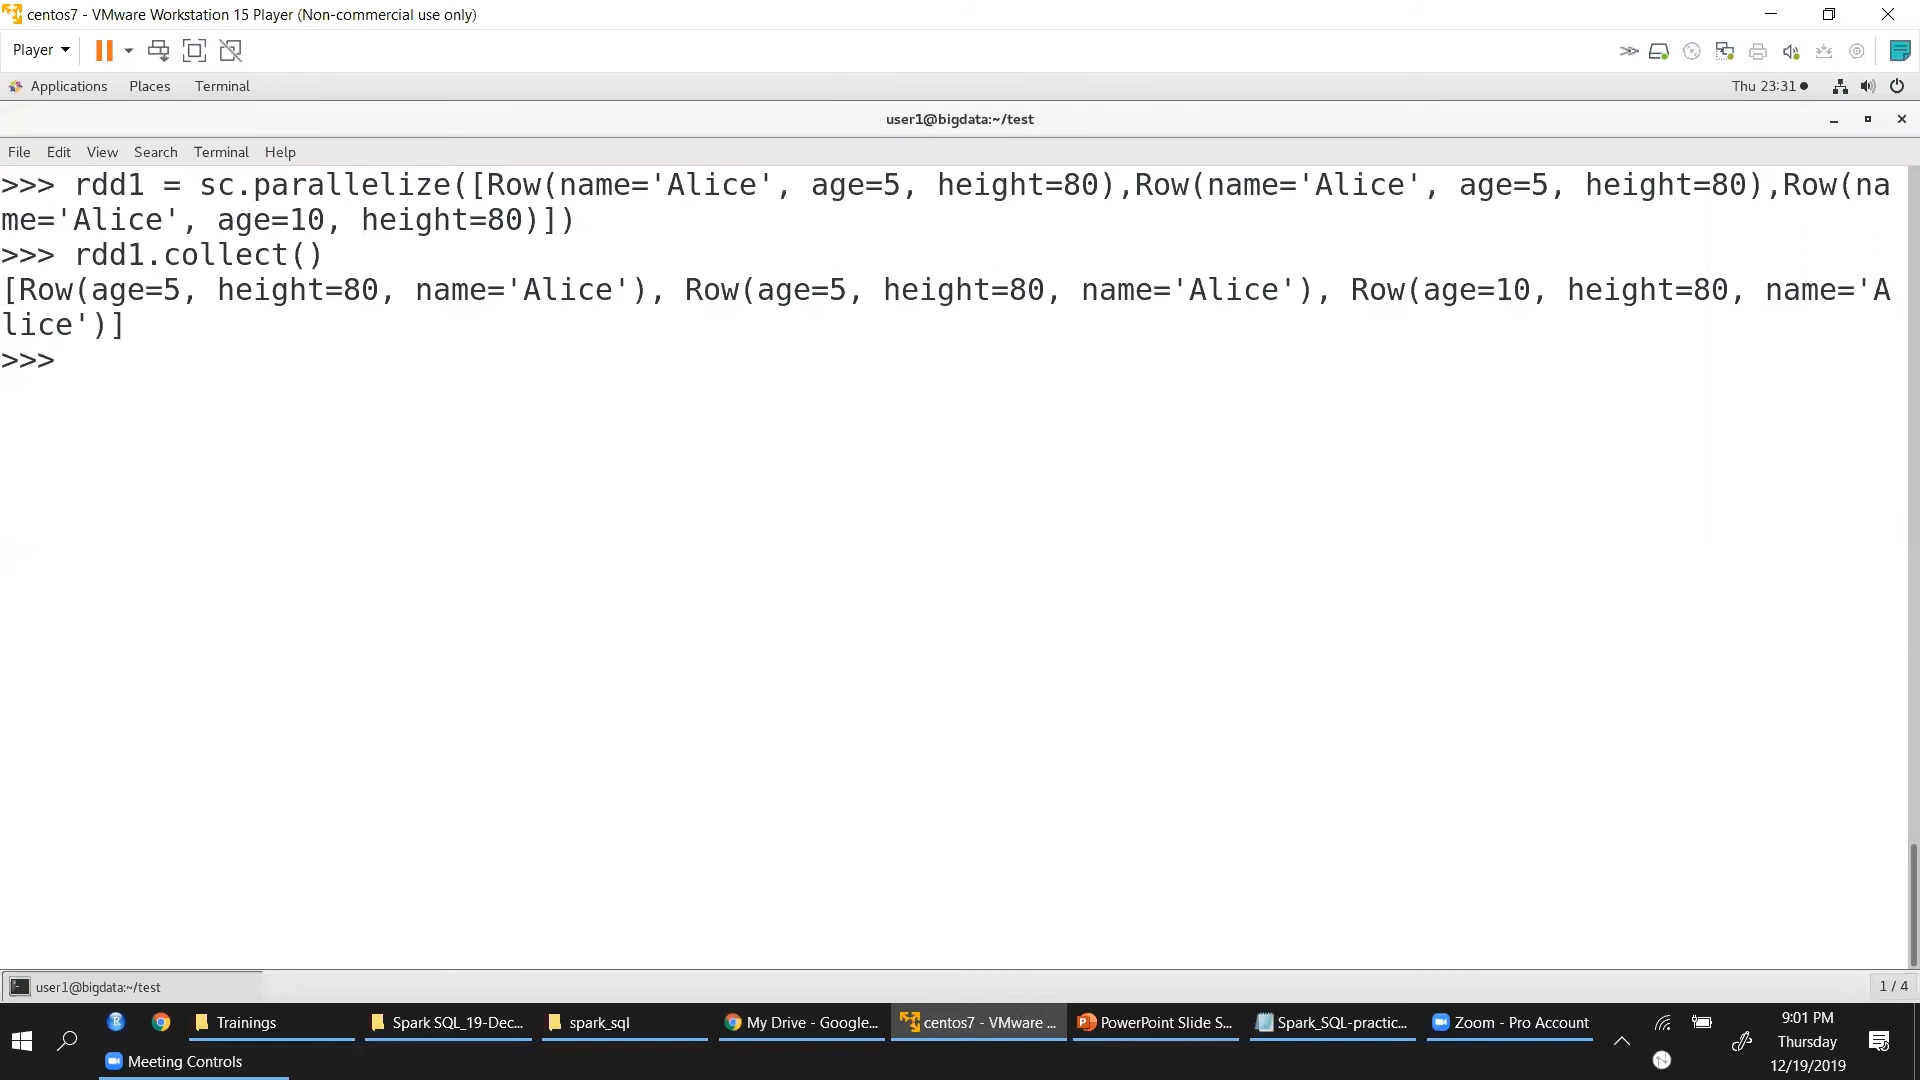 centos7 - VMware Workstation 15 Player (Non-commercial use only)
Player
Applications Places Terminal Thu 23:31
user1@bigdata:~/test
File Edit View Search Terminal Help
>>> rdd1 = sc.parallelize([Row(name='Alice', age=5, height=80),Row(name='Alice', age=5, height=80),Row(na
me='Alice', age=10, height=80)])
>>> rdd1.collect()
[Row(age=5, height=80, name='Alice'), Row(age=5, height=80, name='Alice'), Row(age=10, height=80, name='A
lice')]
>>>
user1@bigdata:~/test 1 / 4
R Trainings Spark SQL_19-Dec... spark_sql My Drive - Google... centos7 - VMware ... PowerPoint Slide S... Spark_SQL-practic... Zoom - Pro Account 9:01 PM
Thursday
Meeting Controls 12/19/2019